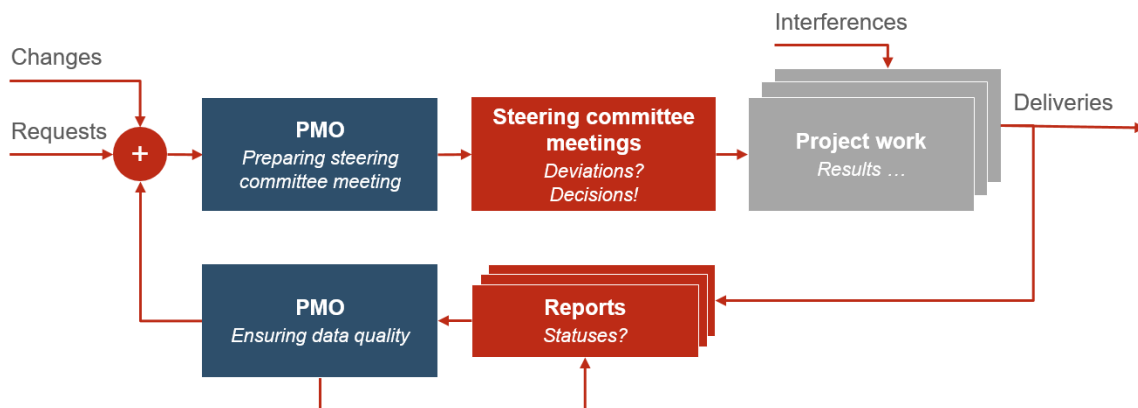 Interferences
Changes
Deliveries
Requests
+
PMO
Preparing steering
committee meeting
Steering committee
meetings
Deviations?
Decisions!
Project work
Results ...
PMO
Ensuring data quality
Reports
Statuses?